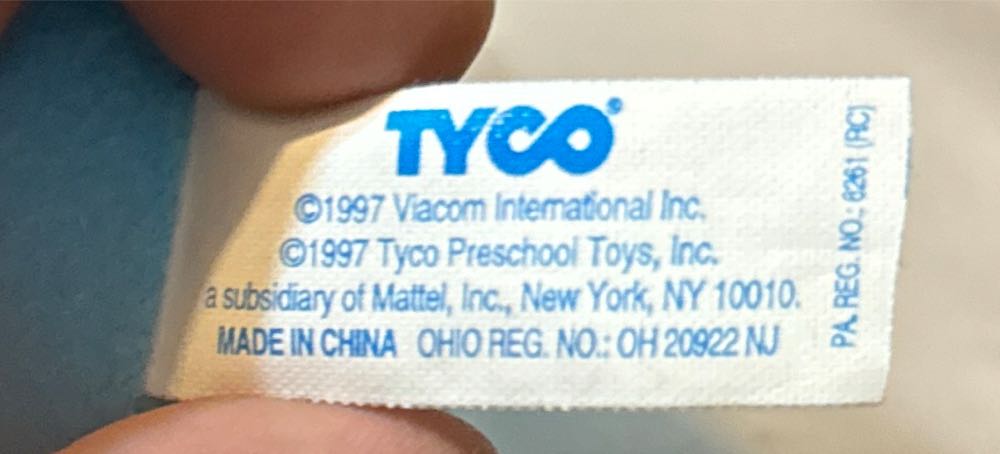 TYCO®
©1997 Viacom International Inc.
©1997 Tyco Preschool Toys, Inc.
a subsidiary of Mattel, Inc., New York, NY 10010.
MADE IN CHINA OHIO REG. NO.: OH 20922 NJ
PA. REG. NO.: 6261 (RC)